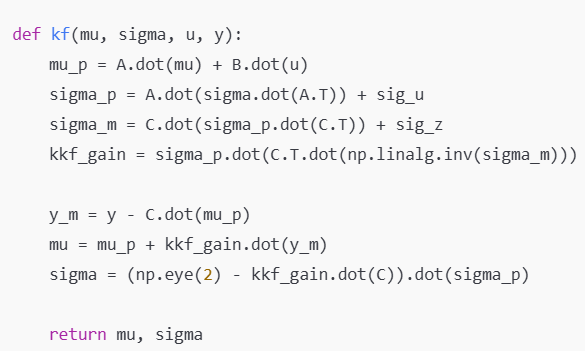 def kf(mu, sigma, u, y):
    mu_p = A.dot(mu) + B.dot(u)
    sigma_p = A.dot(sigma.dot(A.T)) + sig_u
    sigma_m = C.dot(sigma_p.dot(C.T)) + sig_z
    kkf_gain = sigma_p.dot(C.T.dot(np.linalg.inv(sigma_m)))

    y_m = y - C.dot(mu_p)
    mu = mu_p + kkf_gain.dot(y_m)
    sigma = (np.eye(2) - kkf_gain.dot(C)).dot(sigma_p)

    return mu, sigma